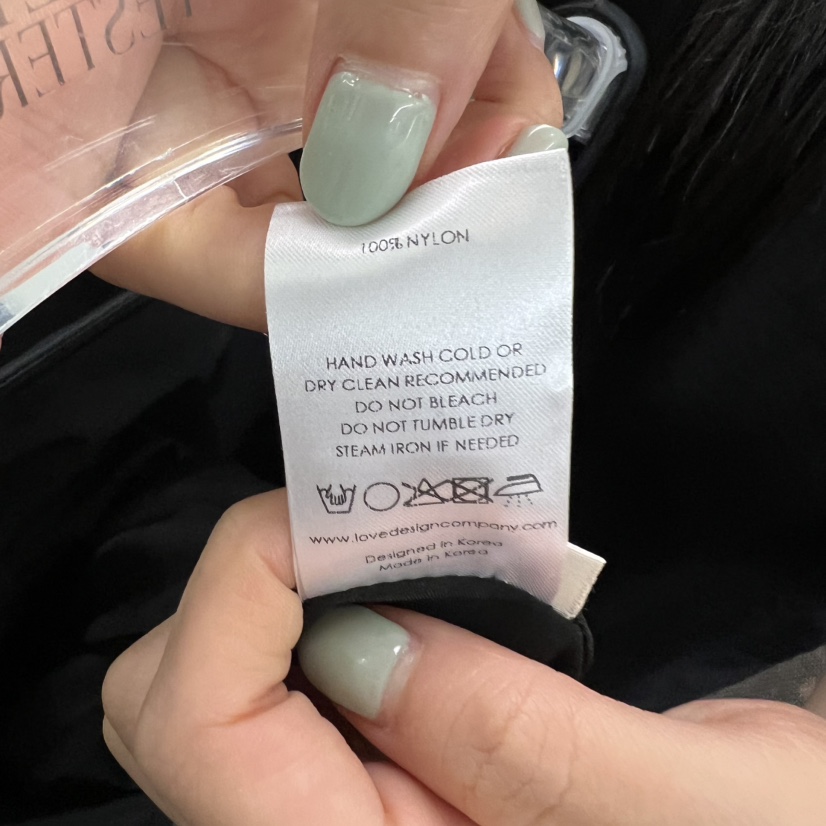 100% NYLON
HAND WASH COLD OR
DRY CLEAN RECOMMENDED
DO NOT BLEACH
DO NOT TUMBLE DRY
STEAM IRON IF NEEDED
www.lovedesigncompany.com
Designed in Korea
Made in Korea